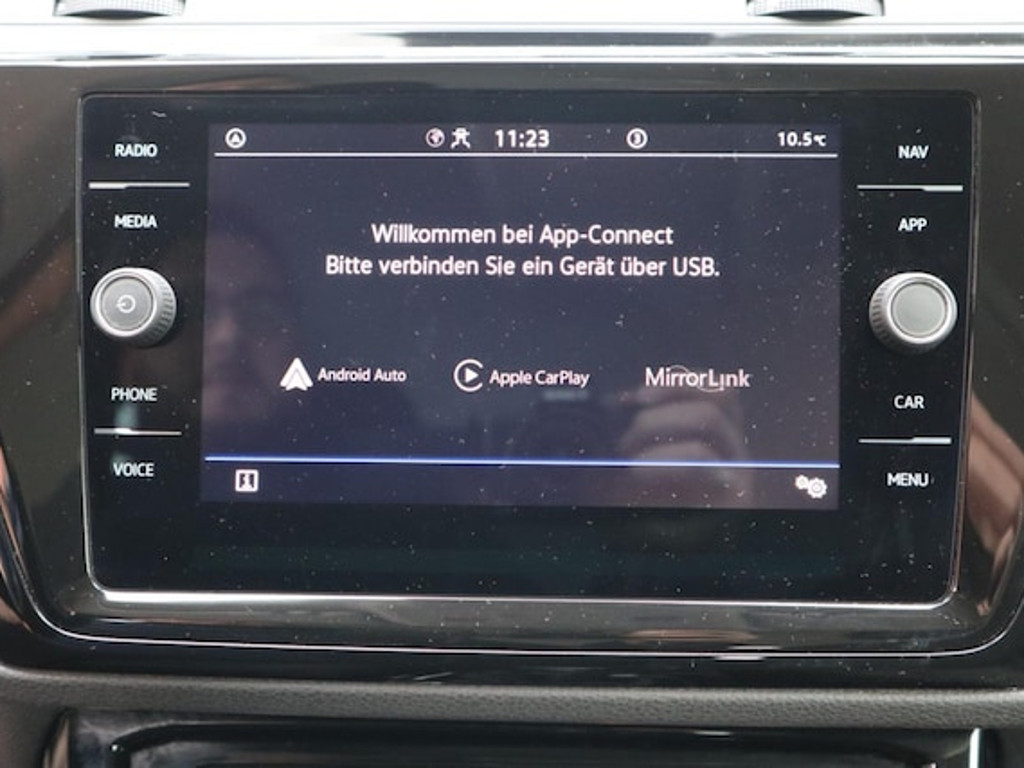 RADIO
MEDIA
PHONE
VOICE
11:23
10.5℃
Willkommen bei App-Connect
Bitte verbinden Sie ein Gerät über USB.
Android Auto
Apple CarPlay
MirrorLink
NAV
APP
CAR
MENU